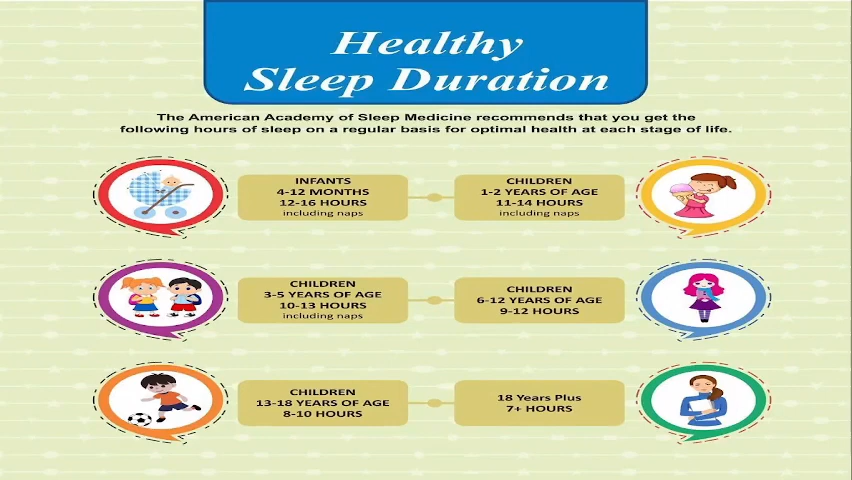 Healthy
Sleep Duration
The American Academy of Sleep Medicine recommends that you get the
following hours of sleep on a regular basis for optimal health at each stage of life.
INFANTS
4-12 MONTHS
12-16 HOURS
including naps
CHILDREN
1-2 YEARS OF AGE
11-14 HOURS
including naps
CHILDREN
3-5 YEARS OF AGE
10-13 HOURS
including naps
CHILDREN
6-12 YEARS OF AGE
9-12 HOURS
CHILDREN
13-18 YEARS OF AGE
8-10 HOURS
18 Years Plus
7+ HOURS